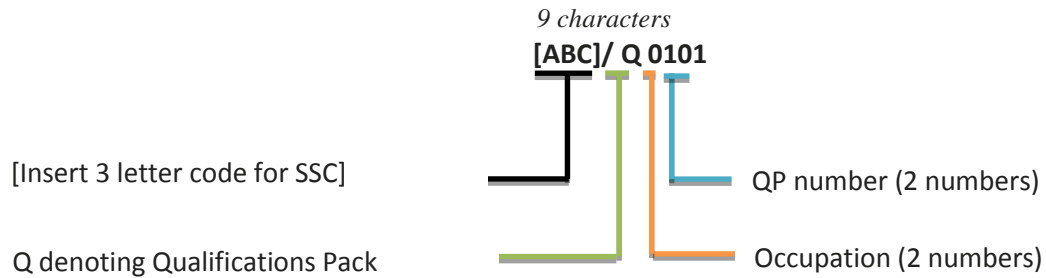 9 characters
[ABC]/ Q 0101
[Insert 3 letter code for SSC]
QP number (2 numbers)
Q denoting Qualifications Pack
Occupation (2 numbers)